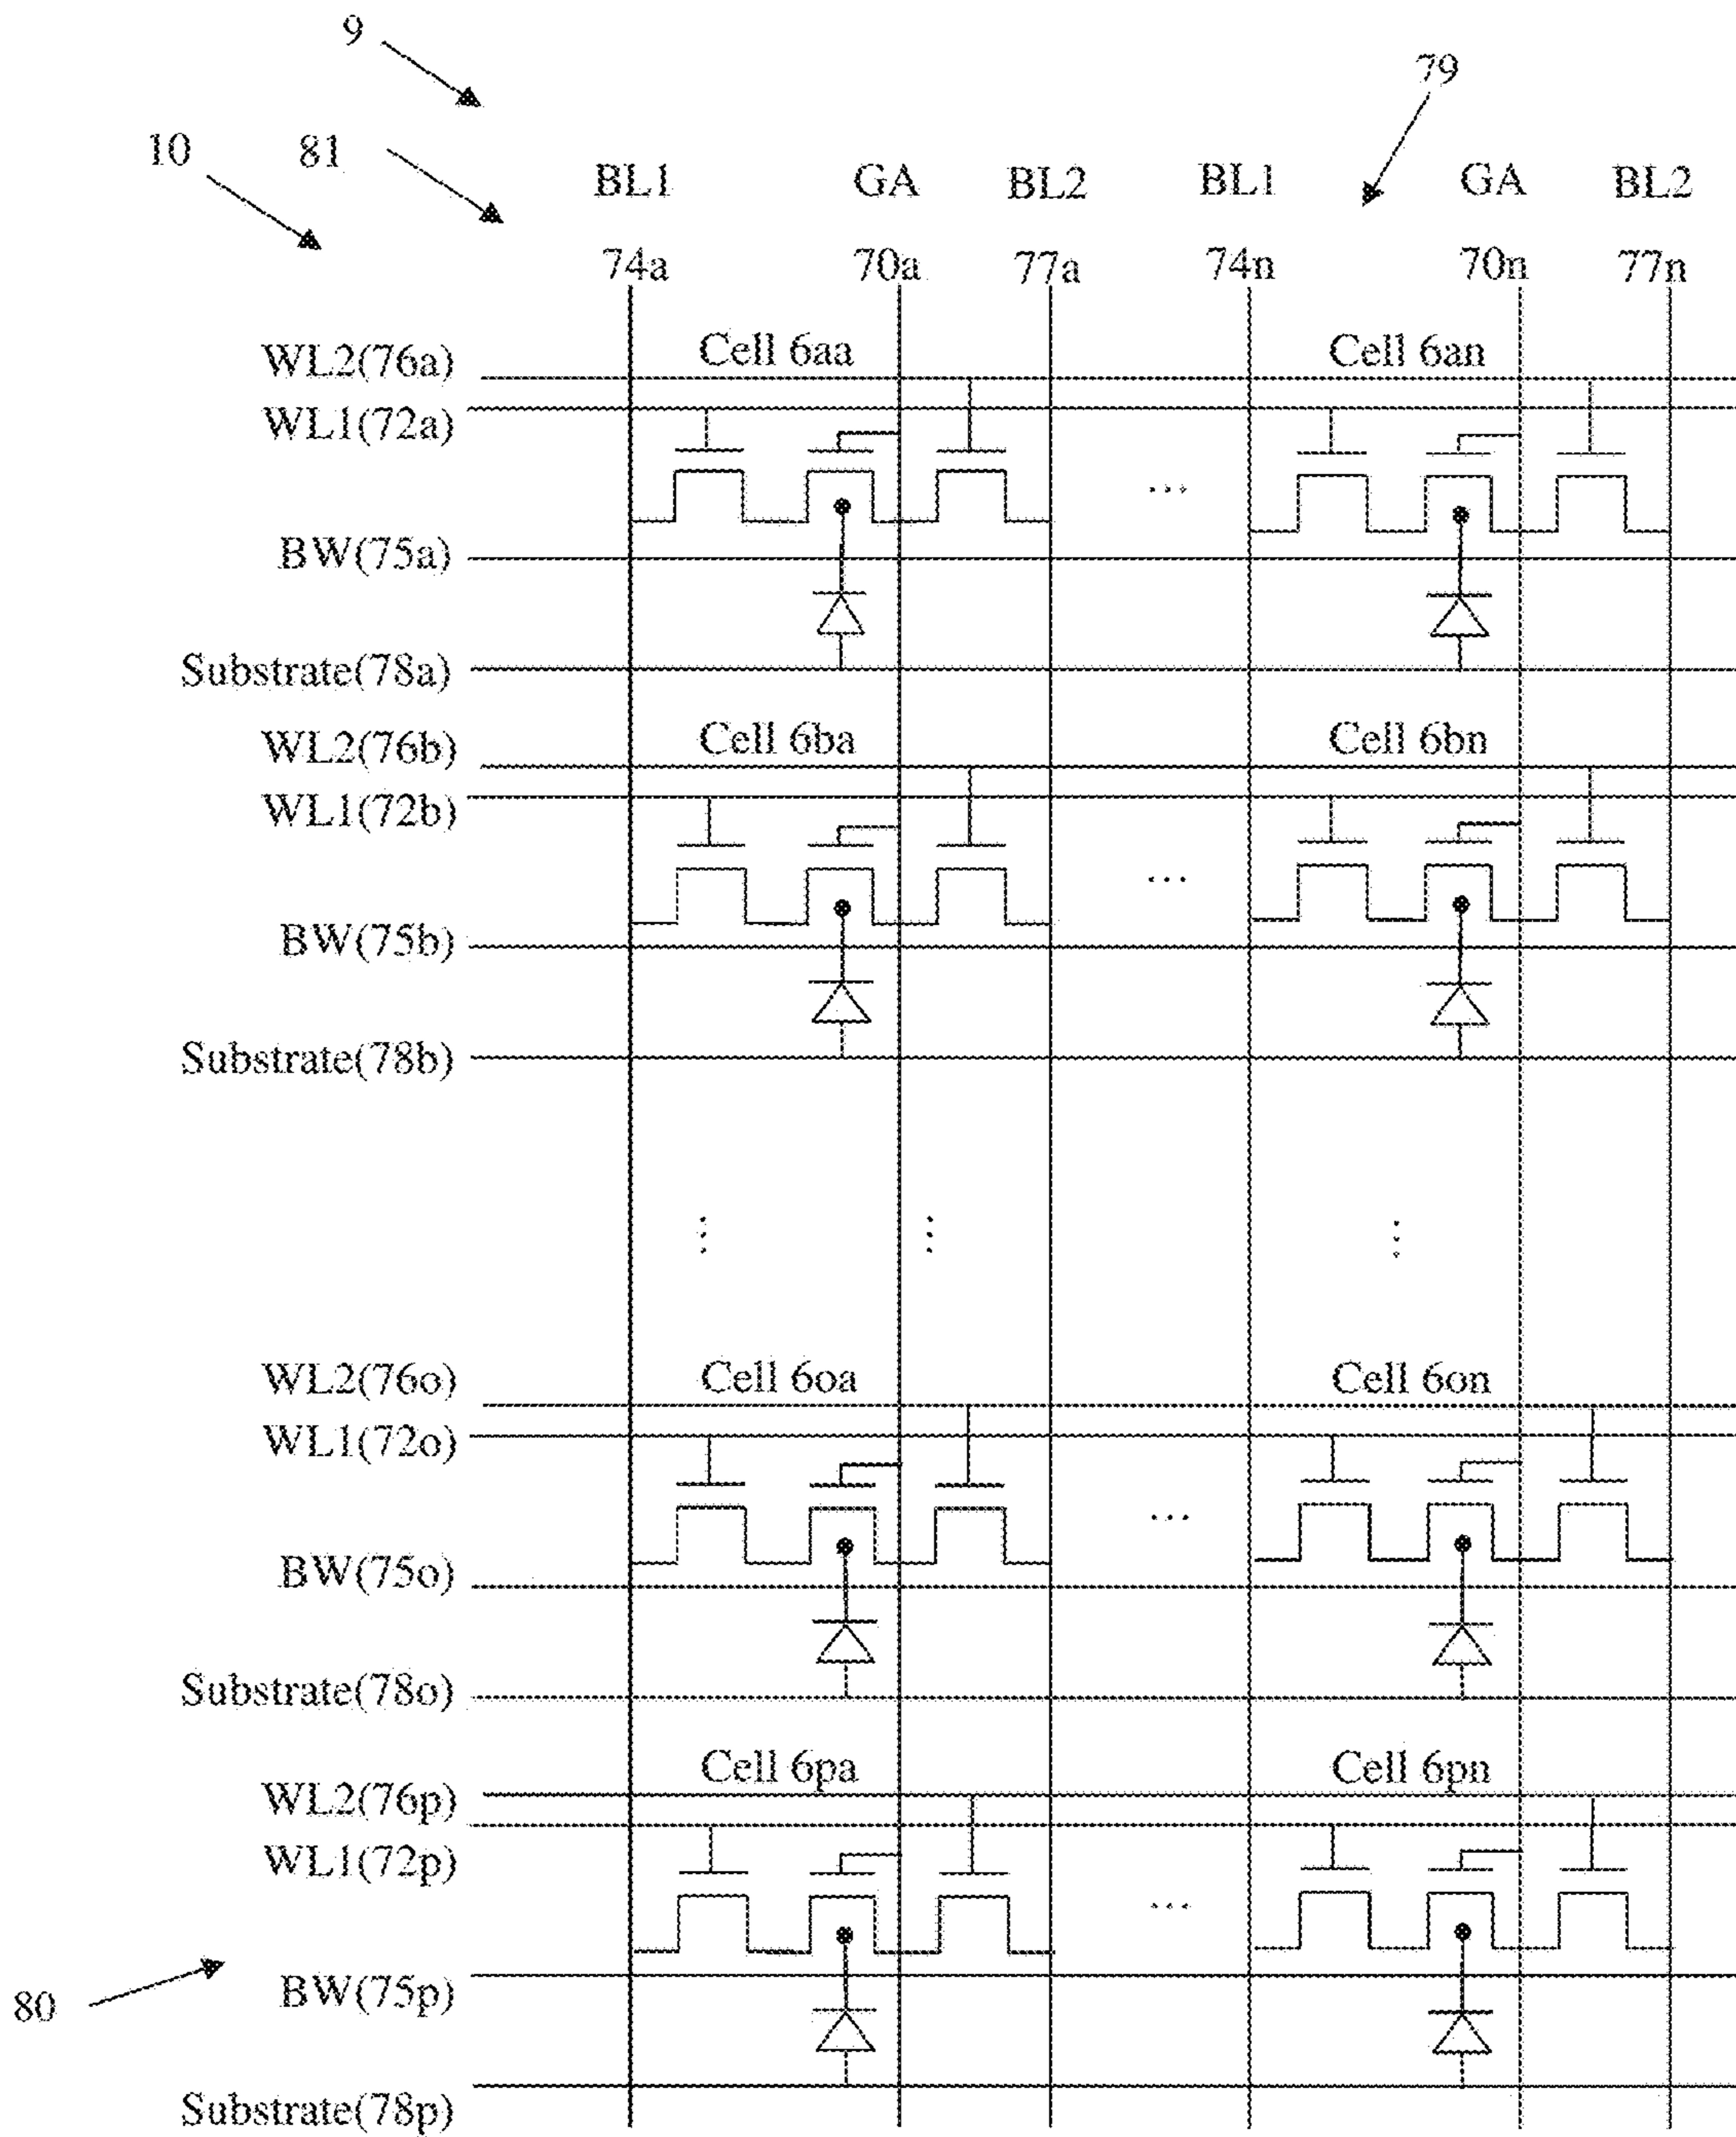 9
79
10 81
BL1 GA BL2 BL1 GA BL2
74a 70a 77a 74n 70n 77n
WL2(76a) Cell 6aa Cell 6an
WL1(72a)
...
BW(75a)
Substrate(78a)
WL2(76b) Cell 6ba Cell 6bn
WL1(72b)
...
BW(75b)
Substrate(78b)
WL2(76o) Cell 6oa Cell 6on
WL1(72o)
...
BW(75o)
Substrate(78o)
WL2(76p) Cell 6pa Cell 6pn
WL1(72p)
...
80 BW(75p)
Substrate(78p)